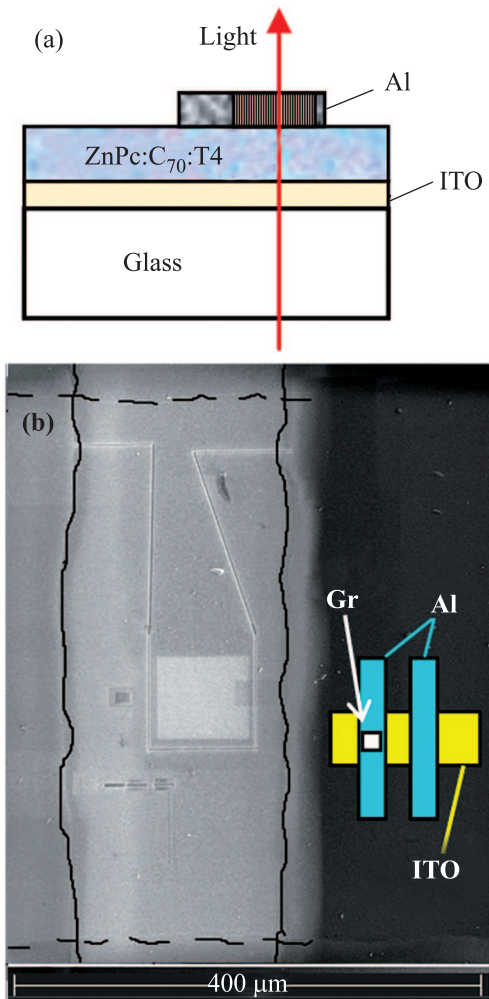 (a)
Light
Al
ZnPc:C₇₀:T4
ITO
Glass
(b)
Gr
Al
ITO
400 μm